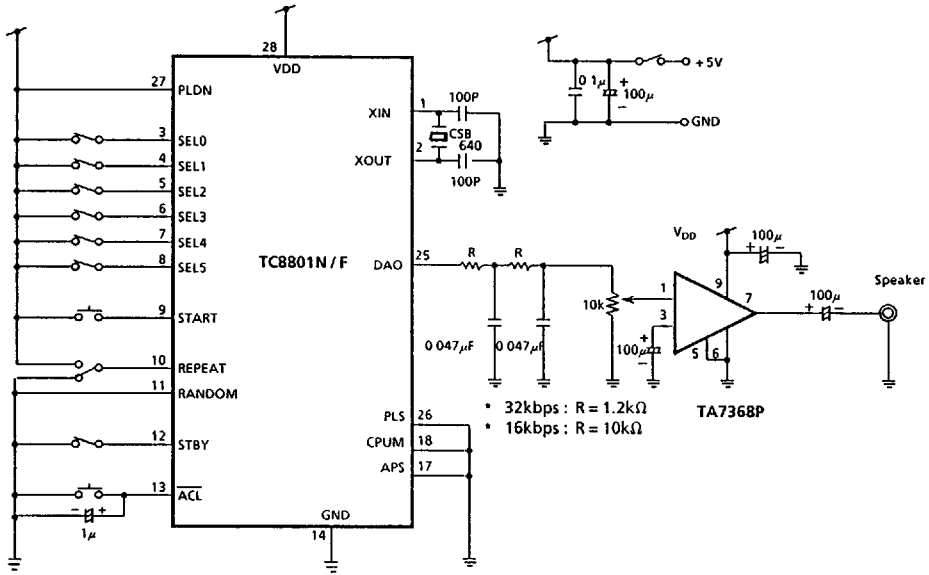 28
VDD
27
PLDN
3
SEL0
4
SEL1
5
SEL2
6
SEL3
7
SEL4
8
SEL5
9
START
10
REPEAT
11
RANDOM
12
STBY
13
ACL
- +
1μ
GND
14
TC8801N / F
XIN
1
100P
CSB
640
XOUT
2
100P
DAO
25
R
R
0 047μF
0 047μF
10k
PLS
26
CPUM
18
APS
17
+5V
0 1μ
+
100μ
-
GND
VDD
100μ
+ -
1
3
9
7
5
6
+
100μ
-
100μ
+ -
Speaker
TA7368P
* 32kbps : R = 1.2kΩ
* 16kbps : R = 10kΩ